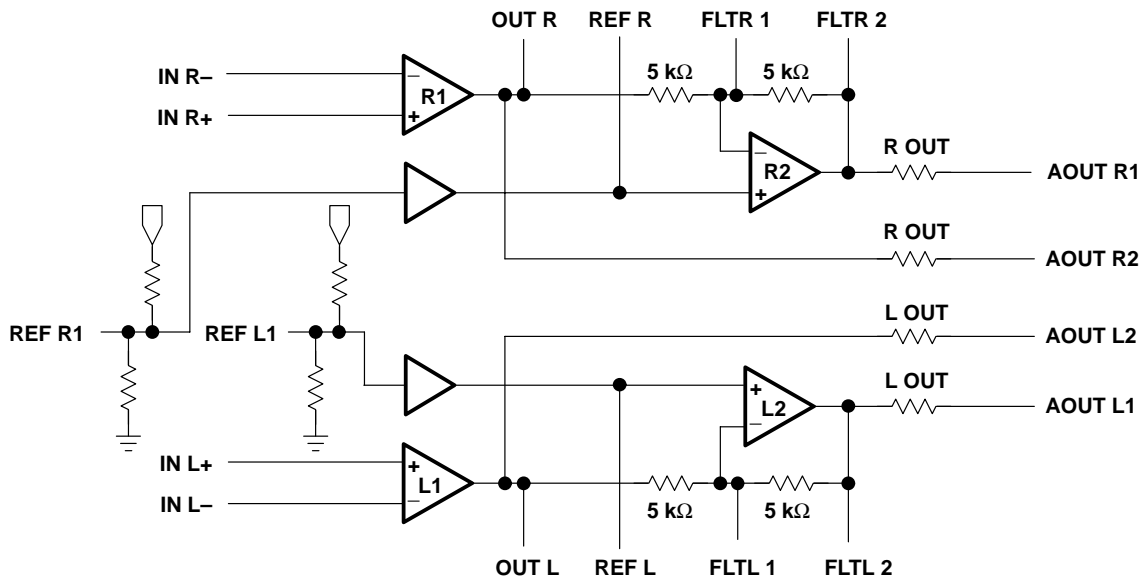 OUT R REF R FLTR 1 FLTR 2
5 kΩ 5 kΩ
IN R–
R1
IN R+
R2
R OUT
AOUT R1
R OUT
AOUT R2
REF R1 REF L1
L OUT
AOUT L2
L OUT
AOUT L1
L2
IN L+
L1
IN L–
5 kΩ 5 kΩ
OUT L REF L FLTL 1 FLTL 2